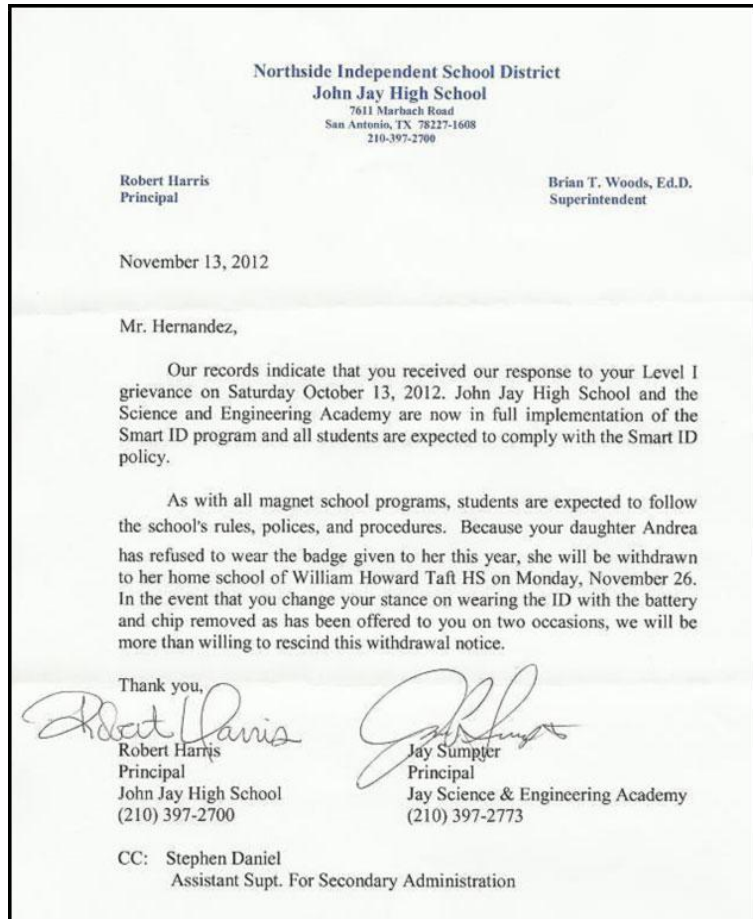 Northside Independent School District
John Jay High School
7611 Marbach Road
San Antonio, TX 78227-1608
210-397-2700
Robert Harris
Principal
Brian T. Woods, Ed.D.
Superintendent
November 13, 2012
Mr. Hernandez,
Our records indicate that you received our response to your Level I
grievance on Saturday October 13, 2012. John Jay High School and the
Science and Engineering Academy are now in full implementation of the
Smart ID program and all students are expected to comply with the Smart ID
policy.
As with all magnet school programs, students are expected to follow
the school's rules, polices, and procedures. Because your daughter Andrea
has refused to wear the badge given to her this year, she will be withdrawn
to her home school of William Howard Taft HS on Monday, November 26.
In the event that you change your stance on wearing the ID with the battery
and chip removed as has been offered to you on two occasions, we will be
more than willing to rescind this withdrawal notice.
Thank you,
Robert Harris
Robert Harris
Principal
John Jay High School
(210) 397-2700
Jay Sumpter
Principal
Jay Science & Engineering Academy
(210) 397-2773
CC: Stephen Daniel
Assistant Supt. For Secondary Administration